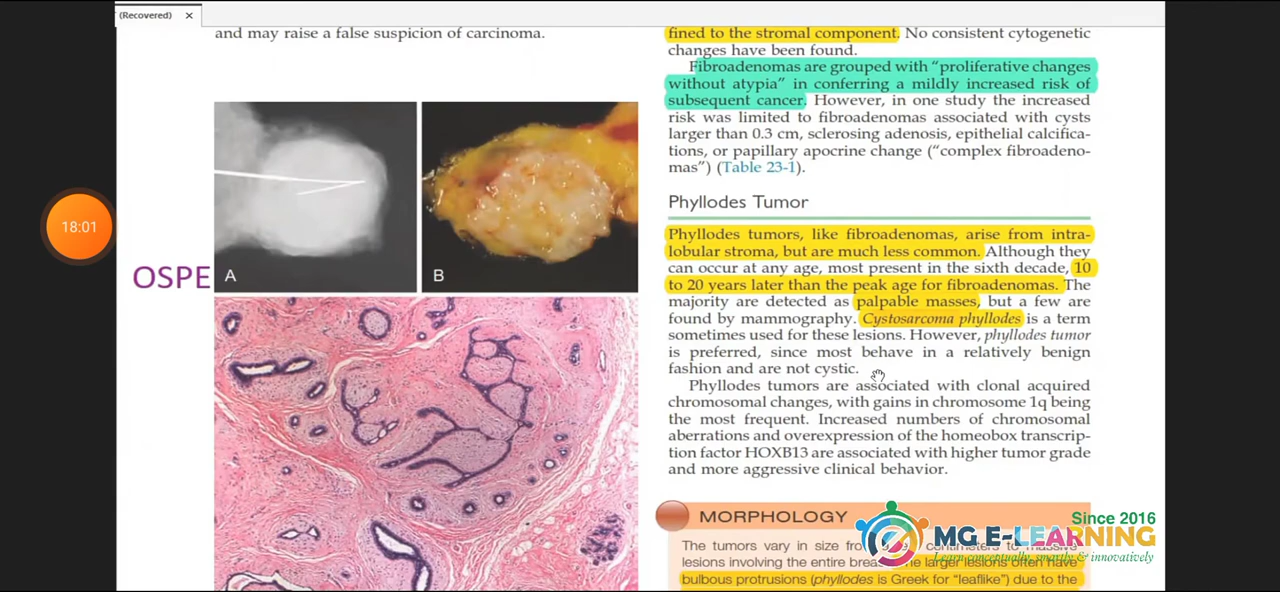 (Recovered)
and may raise a false suspicion of carcinoma.
18:01
OSPE
A
B
fined to the stromal component. No consistent cytogenetic
changes have been found.
Fibroadenomas are grouped with “proliferative changes
without atypia” in conferring a mildly increased risk of
subsequent cancer. However, in one study the increased
risk was limited to fibroadenomas associated with cysts
larger than 0.3 cm, sclerosing adenosis, epithelial calcifica-
tions, or papillary apocrine change (“complex fibroadeno-
mas”) (Table 23-1).
Phyllodes Tumor
Phyllodes tumors, like fibroadenomas, arise from intra-
lobular stroma, but are much less common. Although they
can occur at any age, most present in the sixth decade, 10
to 20 years later than the peak age for fibroadenomas. The
majority are detected as palpable masses, but a few are
found by mammography. Cystosarcoma phyllodes is a term
sometimes used for these lesions. However, phyllodes tumor
is preferred, since most behave in a relatively benign
fashion and are not cystic.
Phyllodes tumors are associated with clonal acquired
chromosomal changes, with gains in chromosome 1q being
the most frequent. Increased numbers of chromosomal
aberrations and overexpression of the homeobox transcrip-
tion factor HOXB13 are associated with higher tumor grade
and more aggressive clinical behavior.
MORPHOLOGY
Since 2016
MG E-LEARNING
Learn conceptually, smartly & innovatively
The tumors vary in size centimeters to massive
lesions involving the entire larger lesions often have
bulbous protrusions (phyllodes is Greek for “leaflike”) due to the